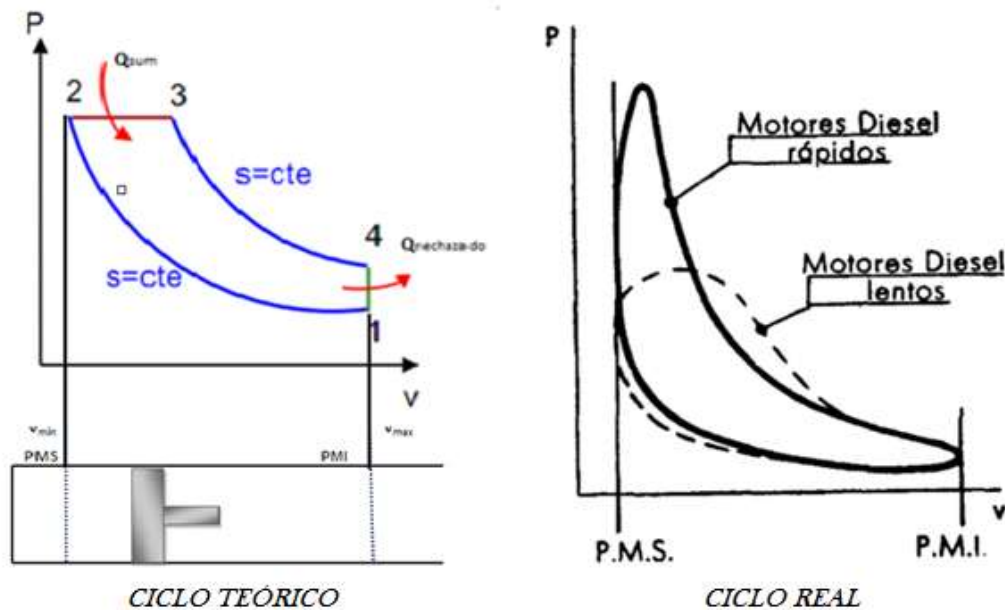 P
Qsum
2
3
s=cte
4
Qrechazado
s=cte
1
V
vmin
vmax
PMS
PMI
CICLO TEÓRICO
P
Motores Diesel
rápidos
Motores Diesel
lentos
v
P.M.S.
P.M.I.
CICLO REAL